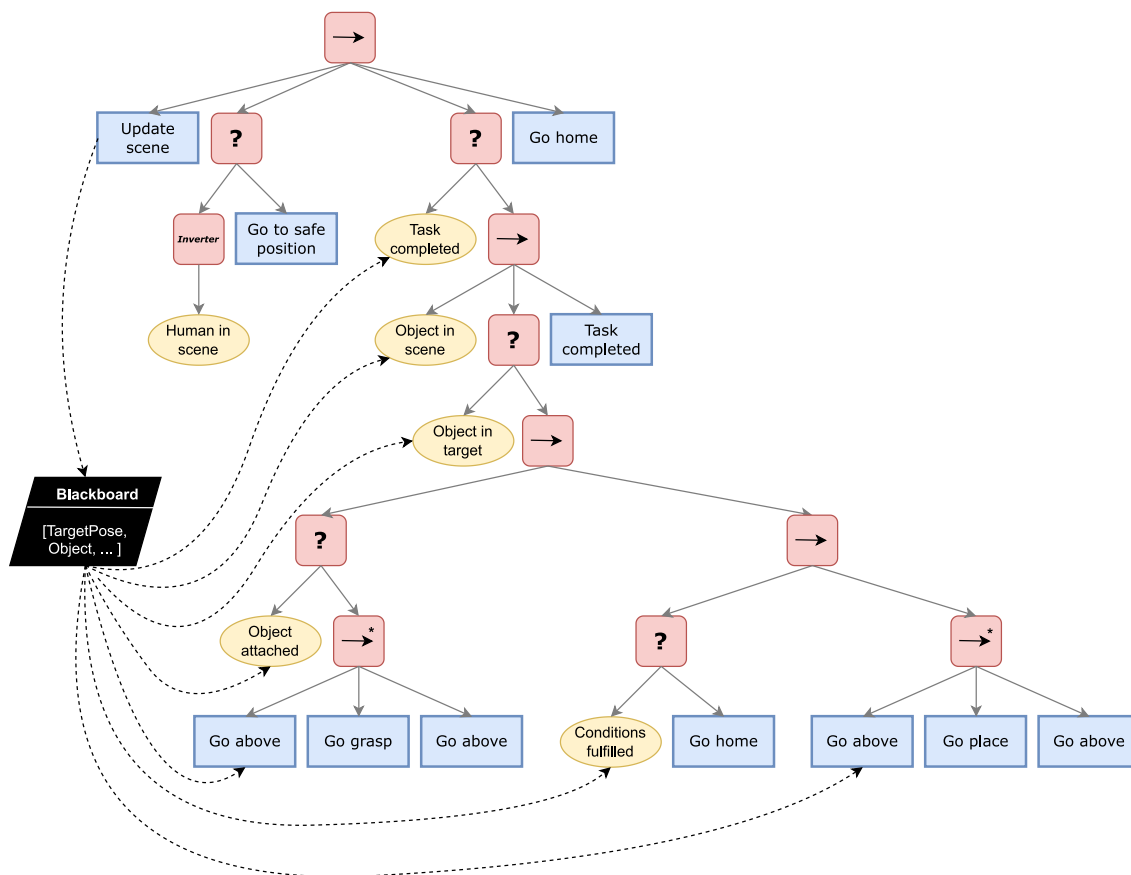 →
Update
scene
?
?
Go home
Inverter
Go to safe
position
Task
completed
→
Human in
scene
Object in
scene
?
Task
completed
Object in
target
→
Blackboard
[TargetPose,
Object, ... ]
?
→
Object
attached
→*
?
→*
Go above
Go grasp
Go above
Conditions
fulfilled
Go home
Go above
Go place
Go above